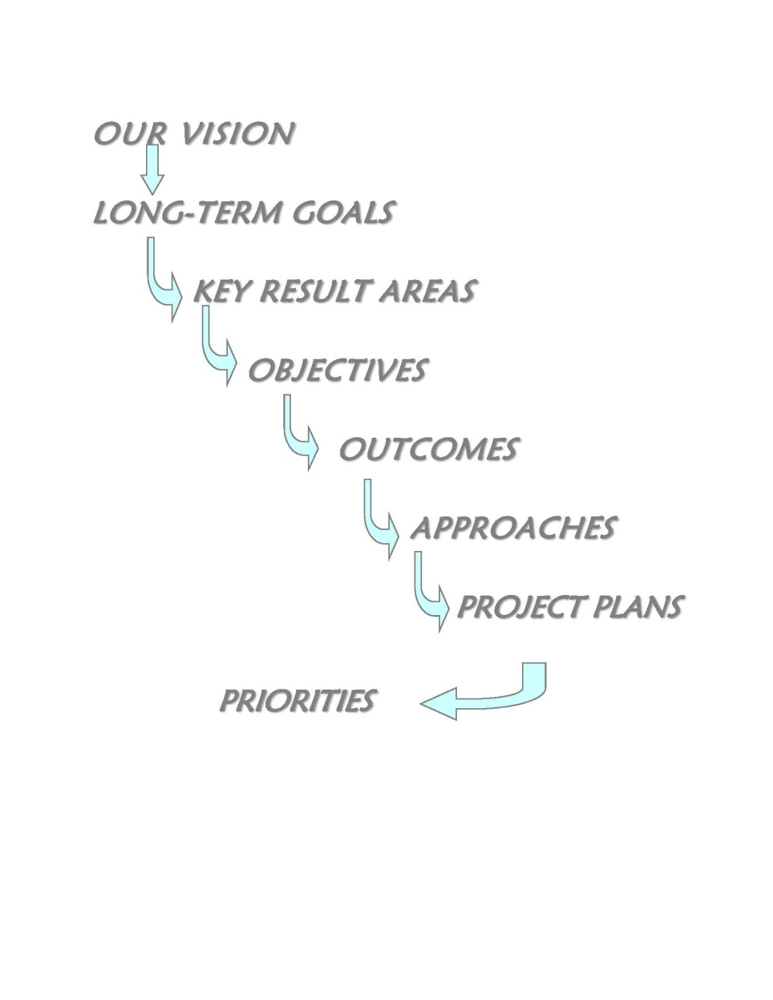 OUR VISION
LONG-TERM GOALS
KEY RESULT AREAS
OBJECTIVES
OUTCOMES
APPROACHES
PROJECT PLANS
PRIORITIES